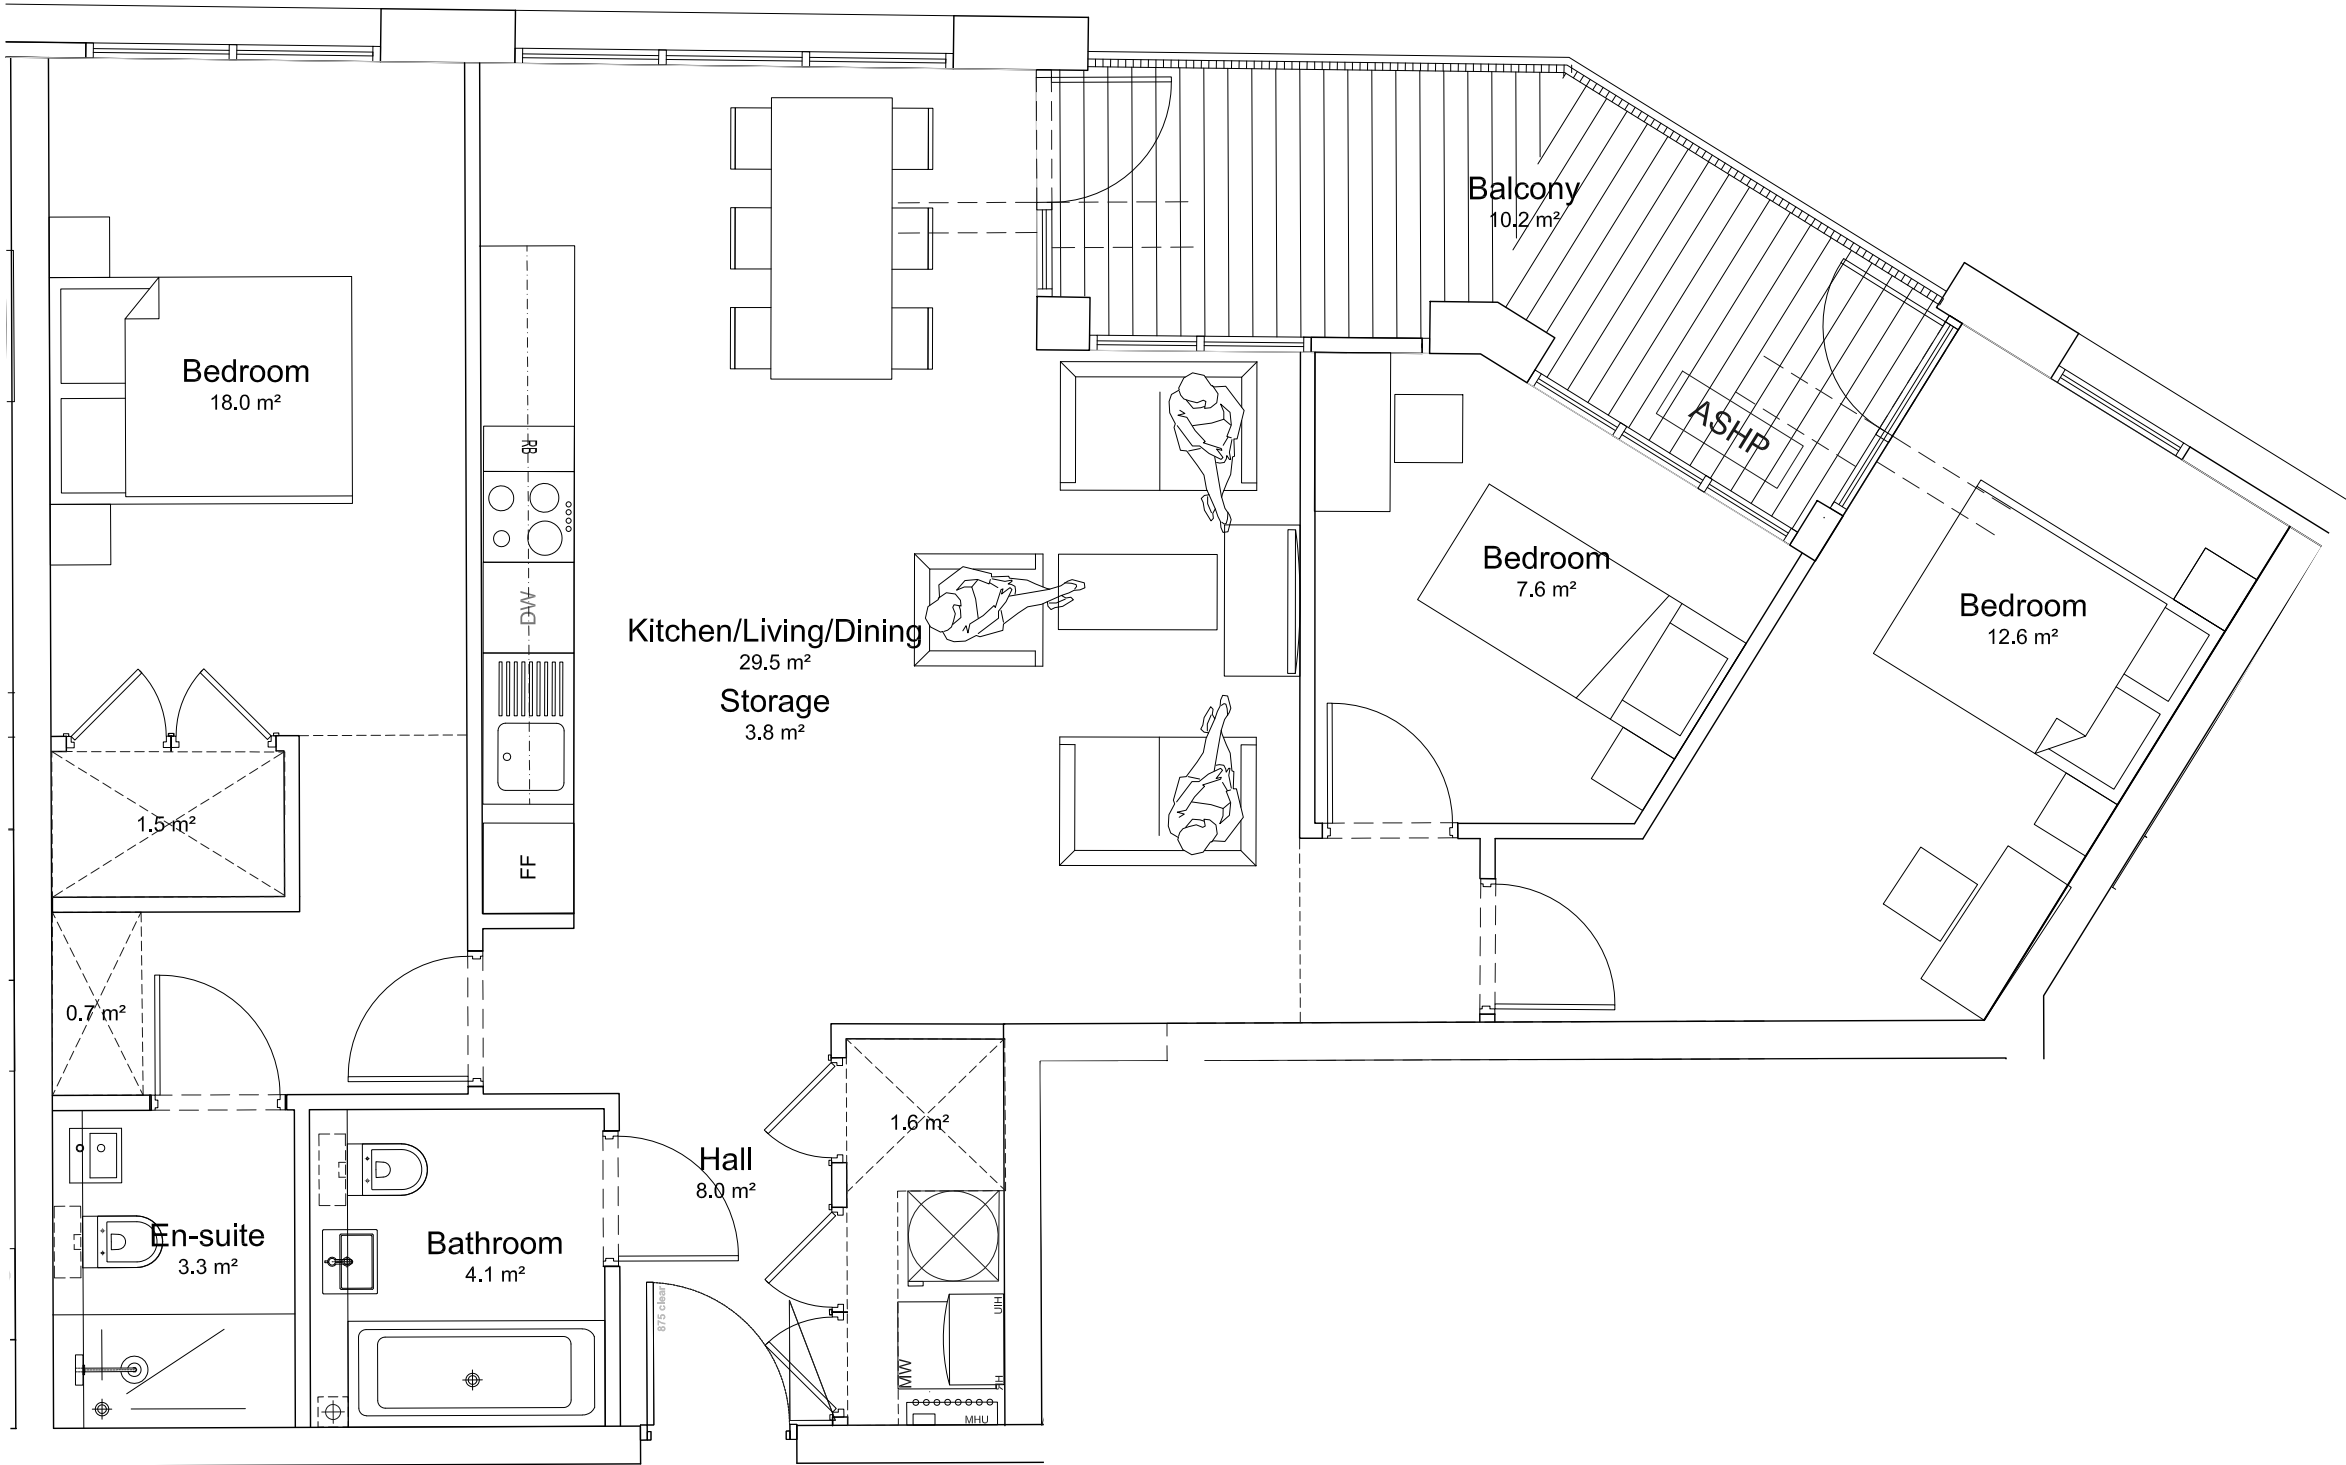 Balcony
10.2 m²
Bedroom
18.0 m²
RB
ASHP
DW
Kitchen/Living/Dining
29.5 m²
Storage
3.8 m²
Bedroom
7.6 m²
Bedroom
12.6 m²
1.5 m²
FF
0.7 m²
1.6 m²
Hall
8.0 m²
En-suite
3.3 m²
Bathroom
4.1 m²
875 clear
MW
MHU